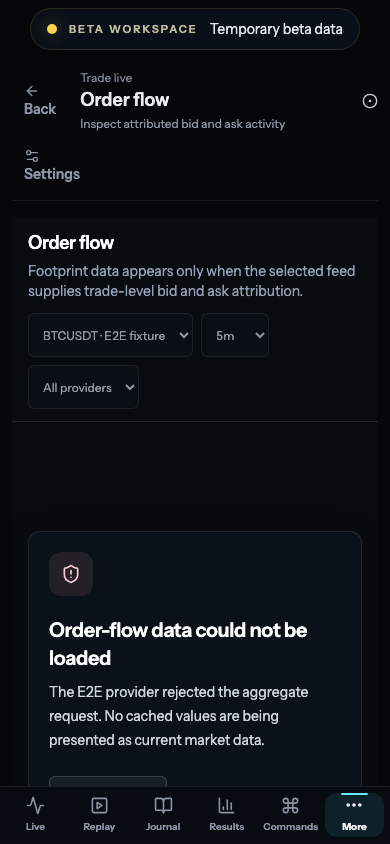 BETA WORKSPACE Temporary beta data
Trade live
Back
Order flow
Inspect attributed bid and ask activity
Settings
Order flow
Footprint data appears only when the selected feed
supplies trade-level bid and ask attribution.
BTCUSDT · E2E fixture
5m
All providers
Order-flow data could not be
loaded
The E2E provider rejected the aggregate
request. No cached values are being
presented as current market data.
Live
Replay
Journal
Results
Commands
More